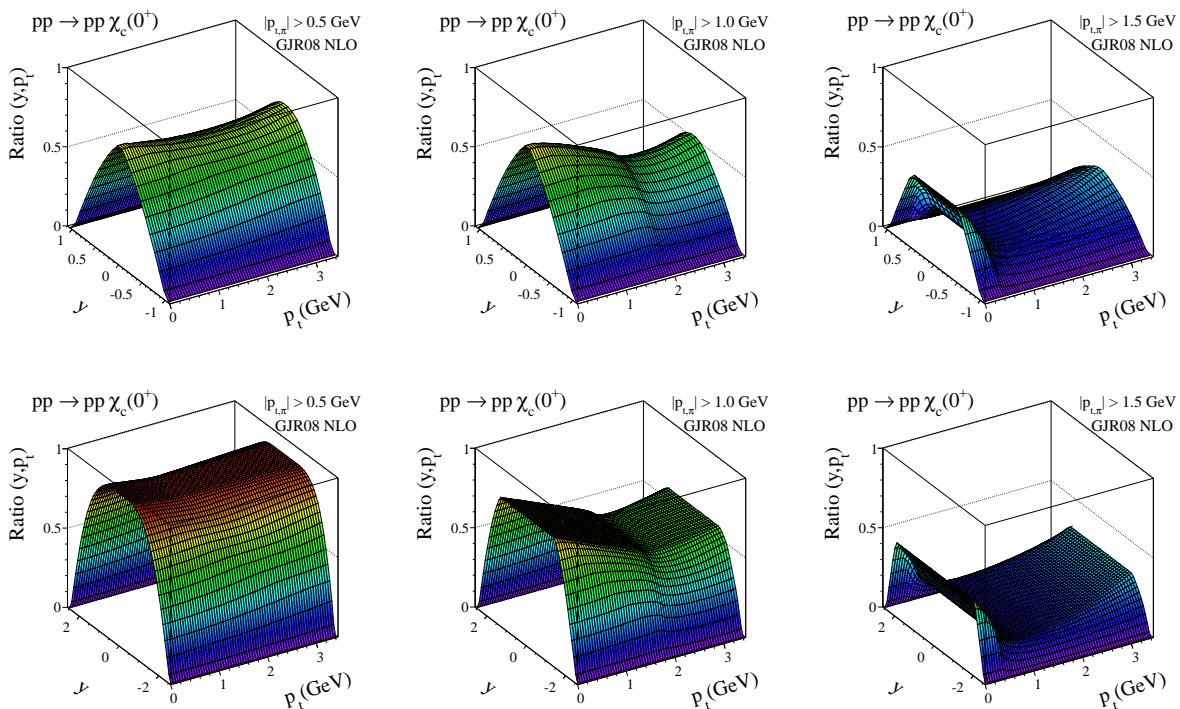 pp → pp χc(0+)
|pt,π| > 0.5 GeV
GJR08 NLO
Ratio (y,pt)
1
0.5
0
1
0.5
0
-0.5
-1
y
0
1
2
3
pt(GeV)
pp → pp χc(0+)
|pt,π| > 1.0 GeV
GJR08 NLO
Ratio (y,pt)
1
0.5
0
1
0.5
0
-0.5
-1
y
0
1
2
3
pt(GeV)
pp → pp χc(0+)
|pt,π| > 1.5 GeV
GJR08 NLO
Ratio (y,pt)
1
0.5
0
1
0.5
0
-0.5
-1
y
0
1
2
3
pt(GeV)
pp → pp χc(0+)
|pt,π| > 0.5 GeV
GJR08 NLO
Ratio (y,pt)
1
0.5
0
2
0
-2
y
0
1
2
3
pt(GeV)
pp → pp χc(0+)
|pt,π| > 1.0 GeV
GJR08 NLO
Ratio (y,pt)
1
0.5
0
2
0
-2
y
0
1
2
3
pt(GeV)
pp → pp χc(0+)
|pt,π| > 1.5 GeV
GJR08 NLO
Ratio (y,pt)
1
0.5
0
2
0
-2
y
0
1
2
3
pt(GeV)